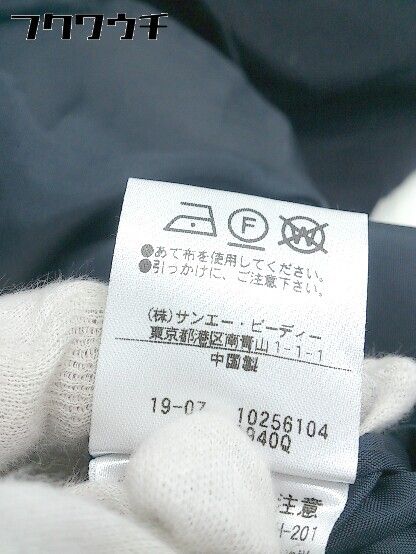 フクウウチ
F
W
●あて布を使用してください。
●引っかけに、ご注意下さい。
(株)サンエー・ビーディー
東京都港区南青山1-1-1
中国製
19-07 10256104
940Q
注意
-201